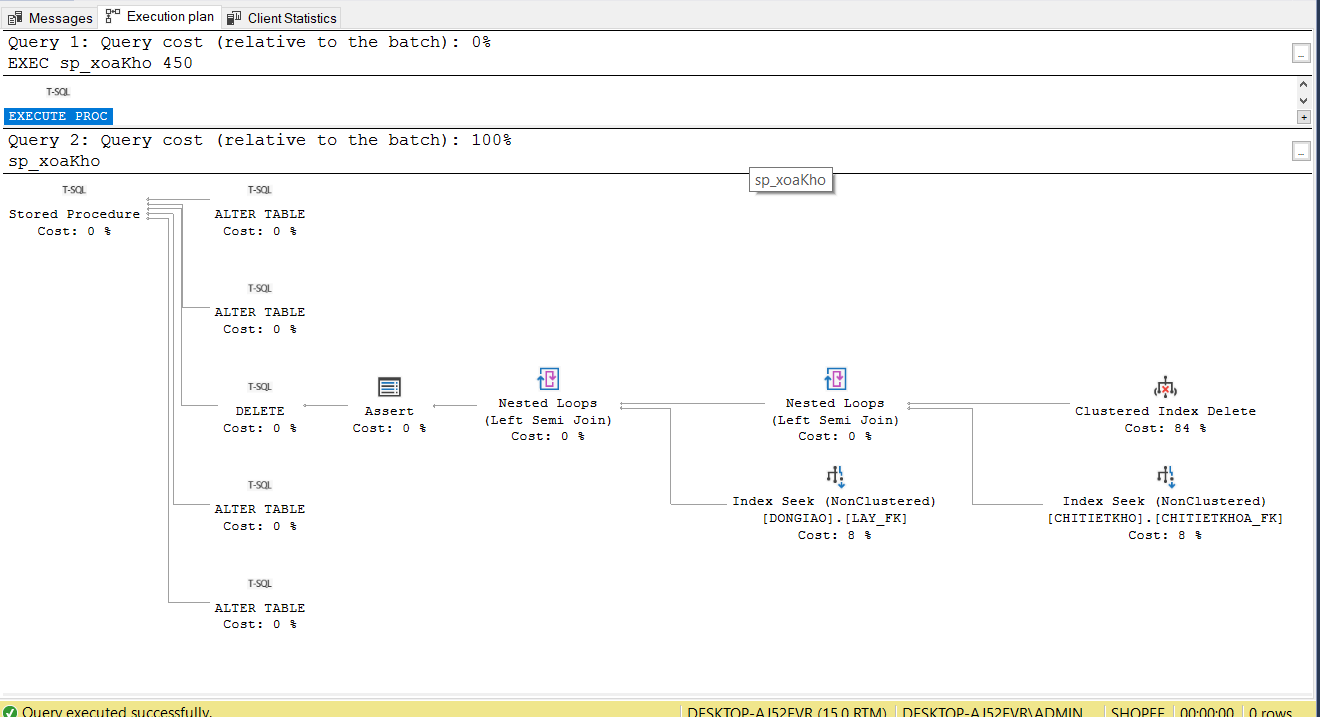 Messages Execution plan Client Statistics
Query 1: Query cost (relative to the batch): 0%
EXEC sp_xoaKho 450
T-SQL
EXECUTE PROC
Query 2: Query cost (relative to the batch): 100%
sp_xoaKho
sp_xoaKho
T-SQL
Stored Procedure
Cost: 0 %
T-SQL
ALTER TABLE
Cost: 0 %
T-SQL
ALTER TABLE
Cost: 0 %
T-SQL
DELETE
Cost: 0 %
Assert
Cost: 0 %
Nested Loops
(Left Semi Join)
Cost: 0 %
Nested Loops
(Left Semi Join)
Cost: 0 %
Clustered Index Delete
Cost: 84 %
Index Seek (NonClustered)
[DONGIAO].[LAY_FK]
Cost: 8 %
Index Seek (NonClustered)
[CHITIETKHO].[CHITIETKHOA_FK]
Cost: 8 %
T-SQL
ALTER TABLE
Cost: 0 %
T-SQL
ALTER TABLE
Cost: 0 %
Query executed successfully. DESKTOP-AJ52EVR (15.0 RTM) DESKTOP-AJ52EVR\ADMIN SHOPEE 00:00:00 0 rows